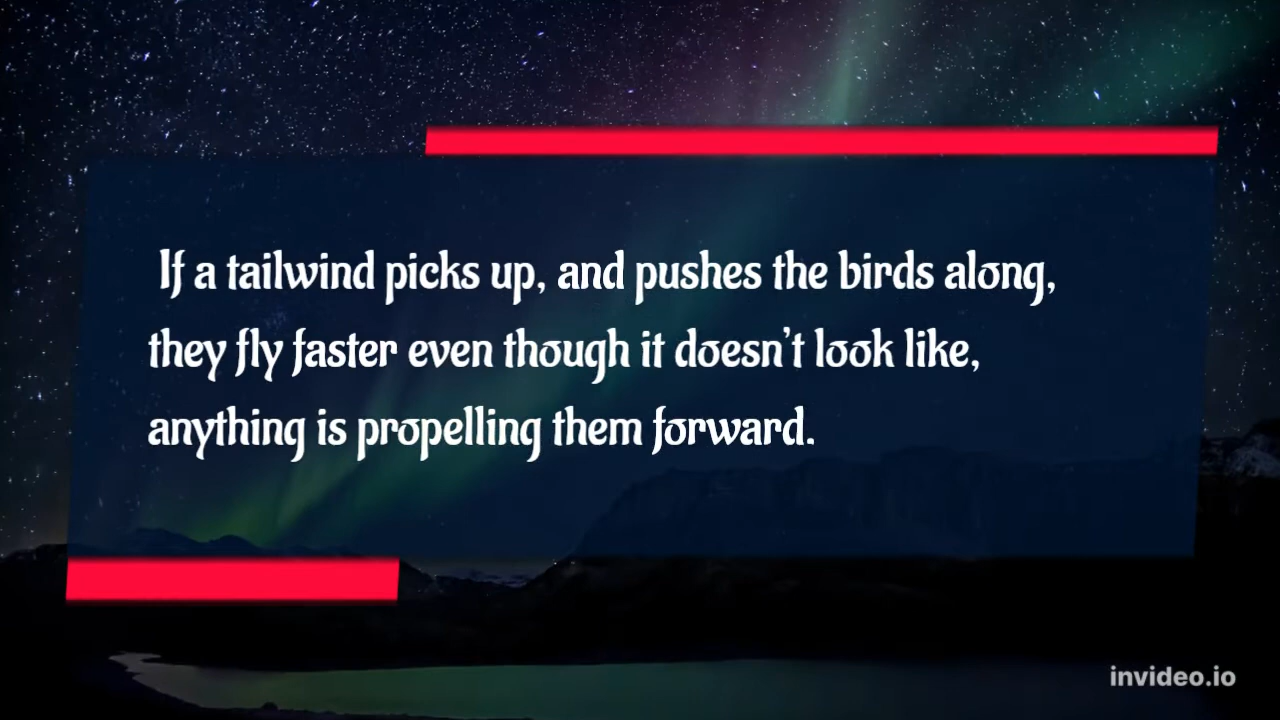 If a tailwind picks up, and pushes the birds along,
they fly faster even though it doesn't look like,
anything is propelling them forward.
invideo.io